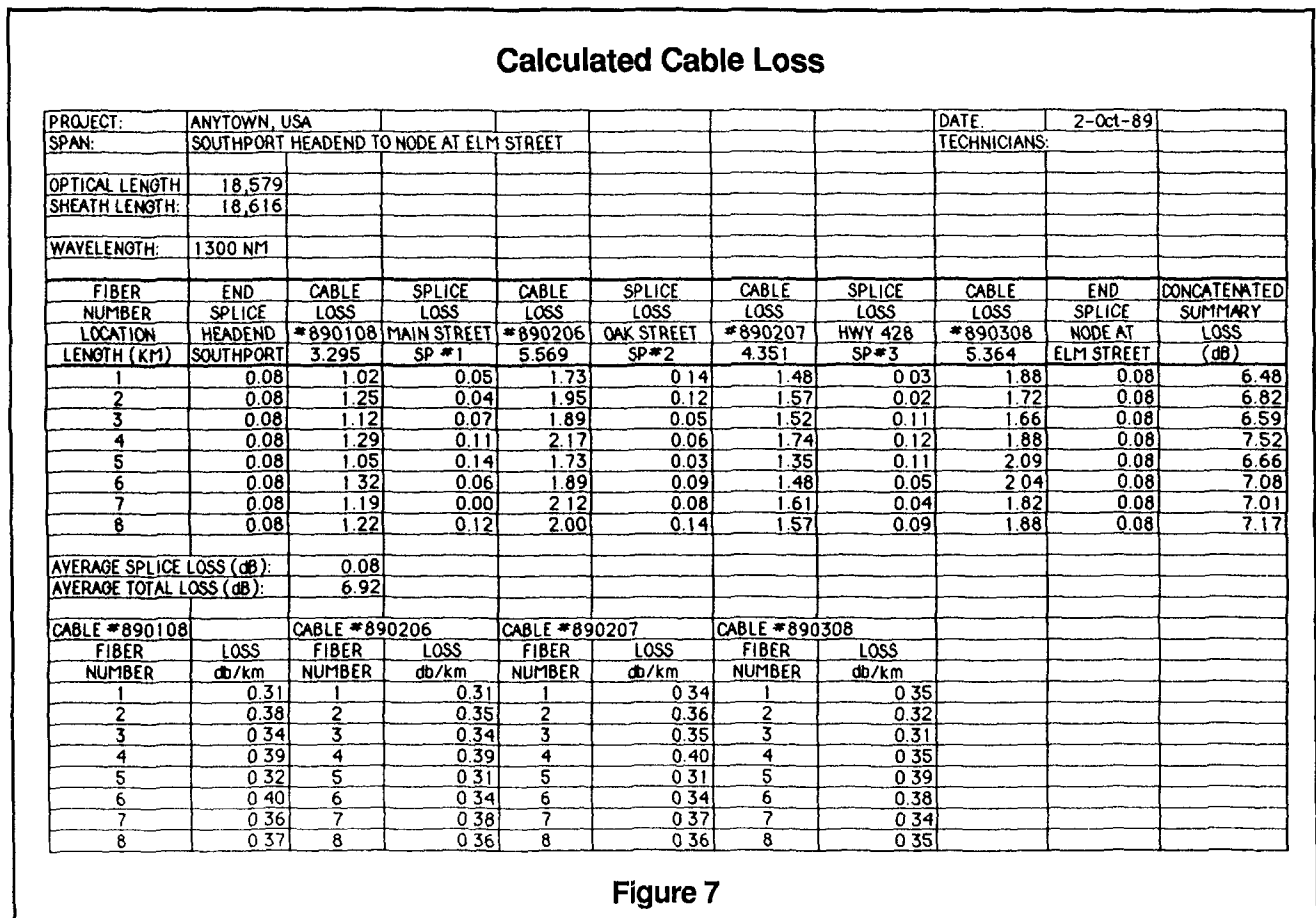 Calculated Cable Loss
PROJECT: ANYTOWN, USA DATE. 2-Oct-89
SPAN: SOUTHPORT HEADEND TO NODE AT ELM STREET TECHNICIANS:
OPTICAL LENGTH 18,579
SHEATH LENGTH: 18,616
WAVELENGTH: 1300 NM
FIBER END CABLE SPLICE CABLE SPLICE CABLE SPLICE CABLE END CONCATENATED
NUMBER SPLICE LOSS LOSS LOSS LOSS LOSS LOSS LOSS SPLICE SUMMARY
LOCATION HEADEND #890108 MAIN STREET #890206 OAK STREET #890207 HWY 428 #890308 NODE AT LOSS
LENGTH (KM) SOUTHPORT 3.295 SP #1 5.569 SP#2 4.351 SP#3 5.364 ELM STREET (dB)
1 0.08 1.02 0.05 1.73 0 14 1.48 0 03 1.88 0.08 6.48
2 0.08 1.25 0.04 1.95 0.12 1.57 0.02 1.72 0.08 6.82
3 0.08 1.12 0.07 1.89 0.05 1.52 0.11 1.66 0.08 6.59
4 0.08 1.29 0.11 2.17 0.06 1.74 0.12 1.88 0.08 7.52
5 0.08 1.05 0.14 1.73 0.03 1.35 0.11 2.09 0.08 6.66
6 0.08 1.32 0.06 1.89 0.09 1.48 0.05 2 04 0.08 7.08
7 0.08 1.19 0.00 2 12 0.08 1.61 0.04 1.82 0.08 7.01
8 0.08 1.22 0.12 2.00 0.14 1.57 0.09 1.88 0.08 7.17
AVERAGE SPLICE LOSS (dB): 0.08
AVERAGE TOTAL LOSS (dB): 6.92
CABLE #890108 CABLE #890206 CABLE #890207 CABLE #890308
FIBER LOSS FIBER LOSS FIBER LOSS FIBER LOSS
NUMBER db/km NUMBER db/km NUMBER db/km NUMBER db/km
1 0.31 1 0.31 1 0 34 1 0 35
2 0.38 2 0.35 2 0.36 2 0.32
3 0 34 3 0.34 3 0.35 3 0.31
4 0 39 4 0.39 4 0.40 4 0 35
5 0 32 5 0.31 5 0 31 5 0 39
6 0 40 6 0 34 6 0 34 6 0.38
7 0 36 7 0 38 7 0 37 7 0 34
8 0 37 8 0 36 8 0 36 8 0 35
Figure 7